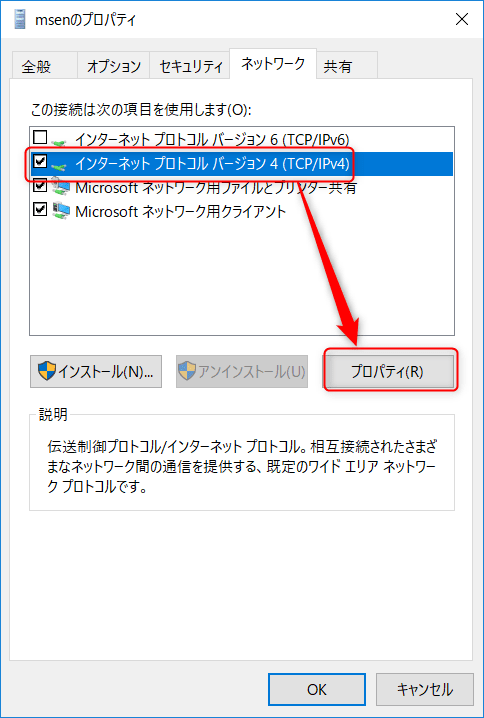 msenのプロパティ
全般 オプション セキュリティ ネットワーク 共有
この接続は次の項目を使用します(O):
インターネット プロトコル バージョン 6 (TCP/IPv6)
インターネット プロトコル バージョン 4 (TCP/IPv4)
Microsoft ネットワーク用ファイルとプリンター共有
Microsoft ネットワーク用クライアント
インストール(N)... アンインストール(U) プロパティ(R)
説明
伝送制御プロトコル/インターネット プロトコル。相互接続されたさまざ
まなネットワーク間の通信を提供する、既定のワイド エリア ネットワー
ク プロトコルです。
OK キャンセル